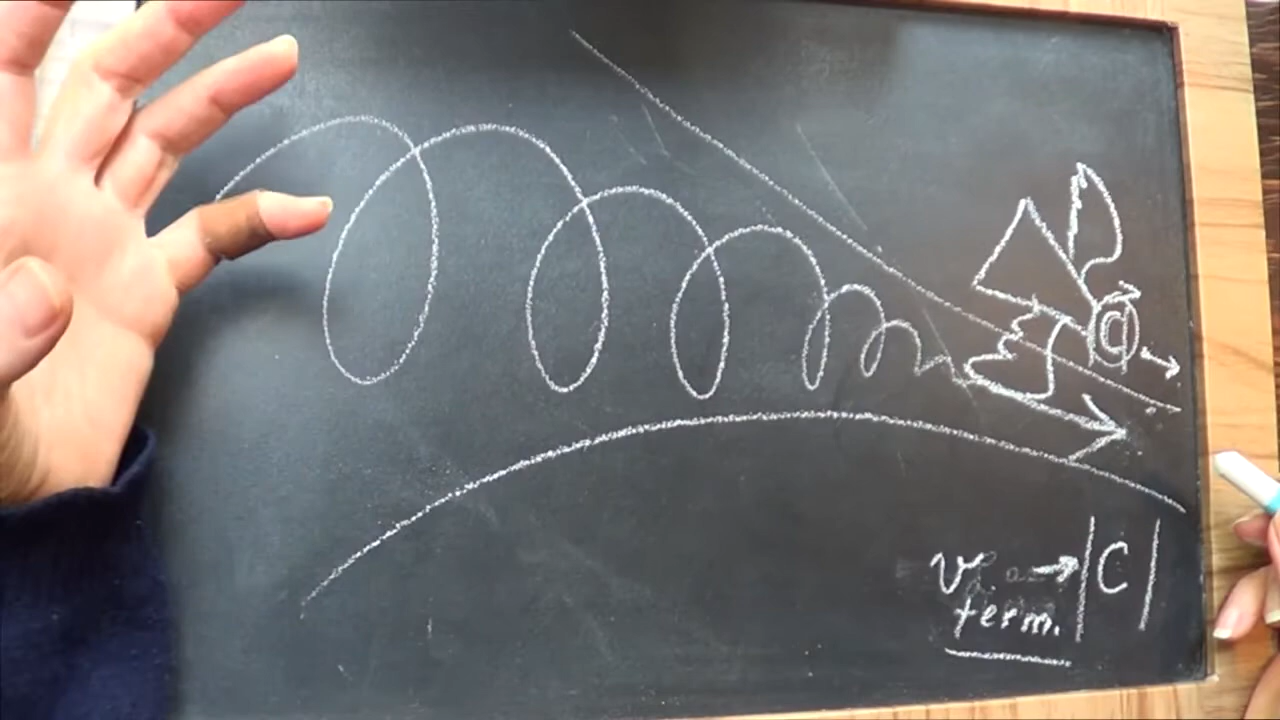 C
v → |C|
term.